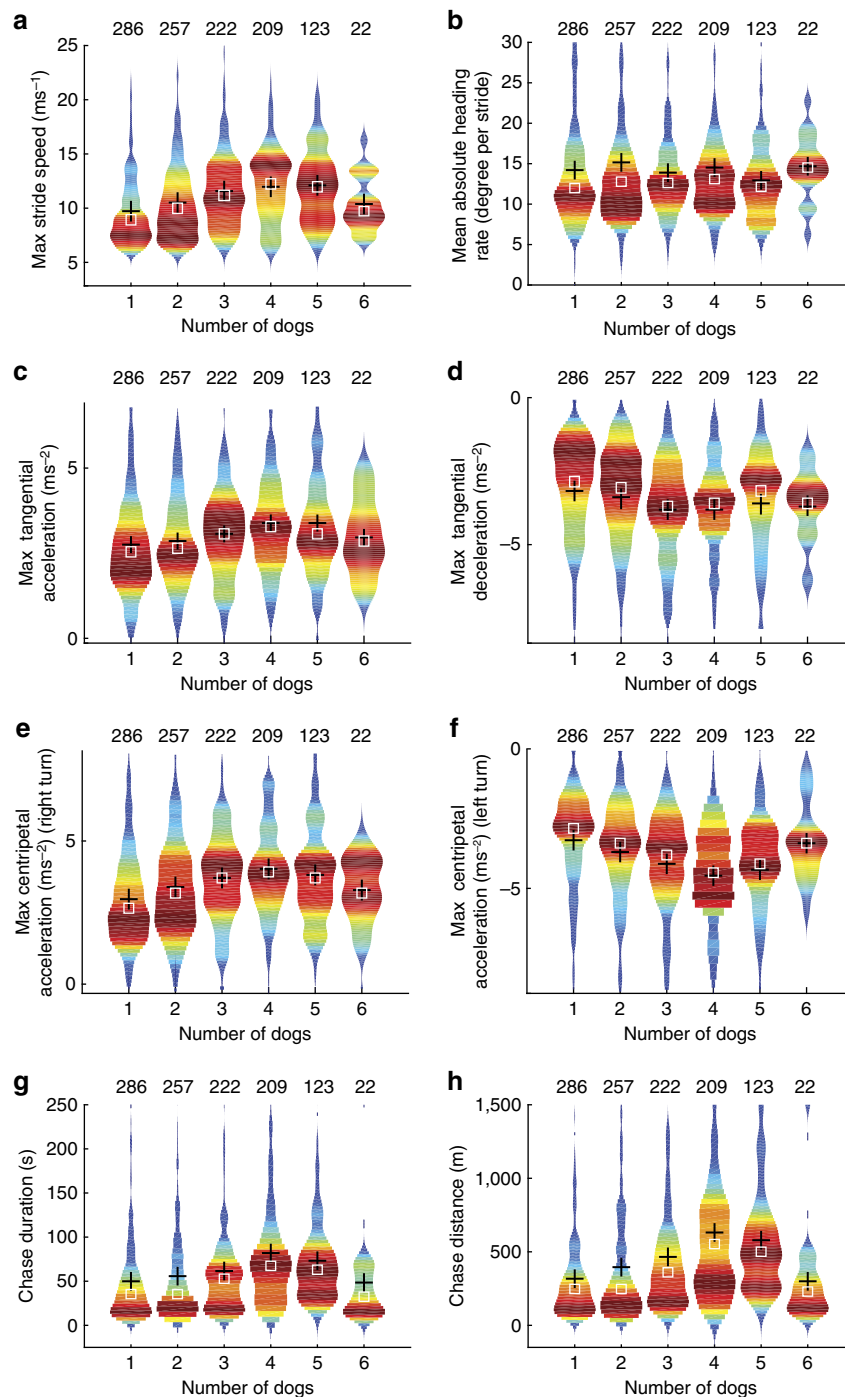 a
286 257 222 209 123 22
25
20
15
10
5
Max stride speed (ms⁻¹)
1 2 3 4 5 6
Number of dogs
b
286 257 222 209 123 22
30
25
20
15
10
5
0
Mean absolute heading
rate (degree per stride)
1 2 3 4 5 6
Number of dogs
c
286 257 222 209 123 22
5
0
Max tangential
acceleration (ms⁻²)
1 2 3 4 5 6
Number of dogs
d
286 257 222 209 123 22
0
−5
Max tangential
deceleration (ms⁻²)
1 2 3 4 5 6
Number of dogs
e
286 257 222 209 123 22
5
0
Max centripetal
acceleration (ms⁻²) (right turn)
1 2 3 4 5 6
Number of dogs
f
286 257 222 209 123 22
0
−5
Max centripetal
acceleration (ms⁻²) (left turn)
1 2 3 4 5 6
Number of dogs
g
286 257 222 209 123 22
250
200
150
100
50
0
Chase duration (s)
1 2 3 4 5 6
Number of dogs
h
286 257 222 209 123 22
1,500
1,000
500
0
Chase distance (m)
1 2 3 4 5 6
Number of dogs